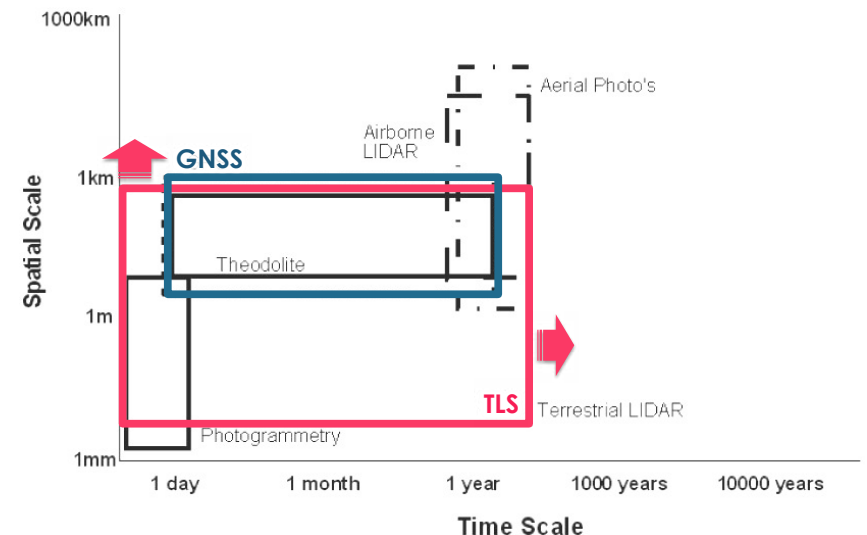 1000km
Aerial Photo's
Airborne
LIDAR
GNSS
1km
Spatial Scale
Theodolite
1m
TLS
Terrestrial LIDAR
Photogrammetry
1mm
1 day
1 month
1 year
1000 years
10000 years
Time Scale